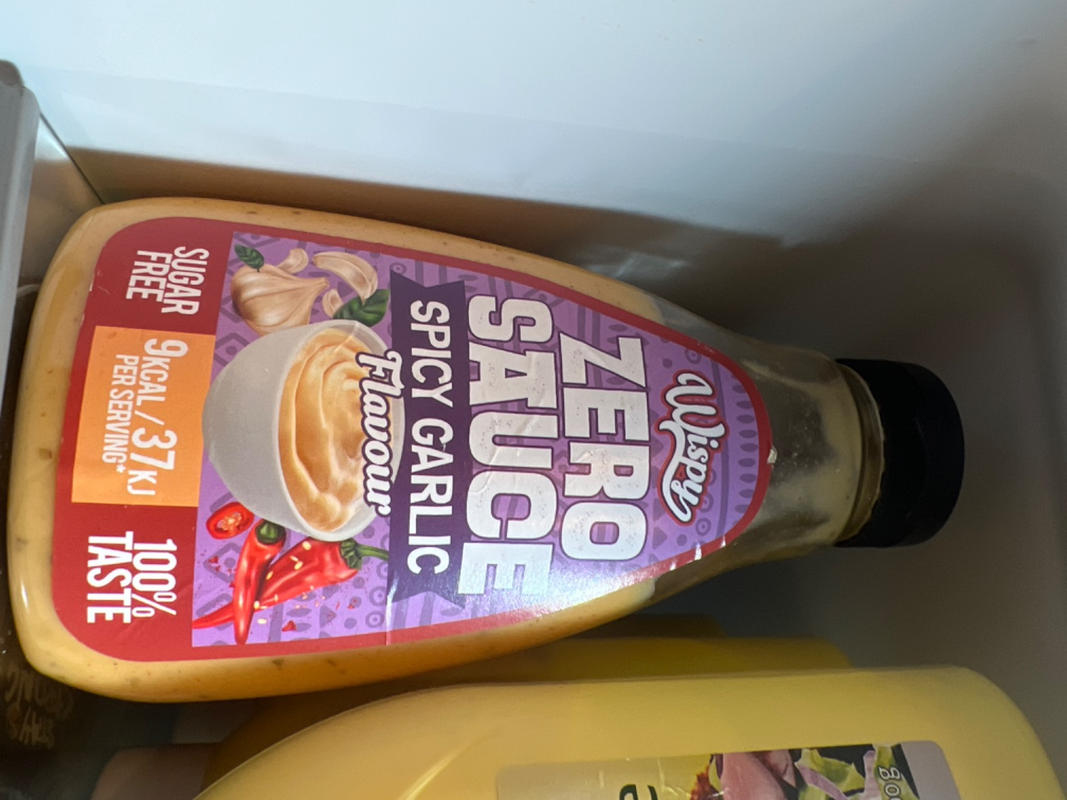 Wispy
ZERO
SAUCE
SPICY GARLIC
Flavour
SUGAR
FREE
9KCAL / 37KJ
PER SERVING*
100%
TASTE